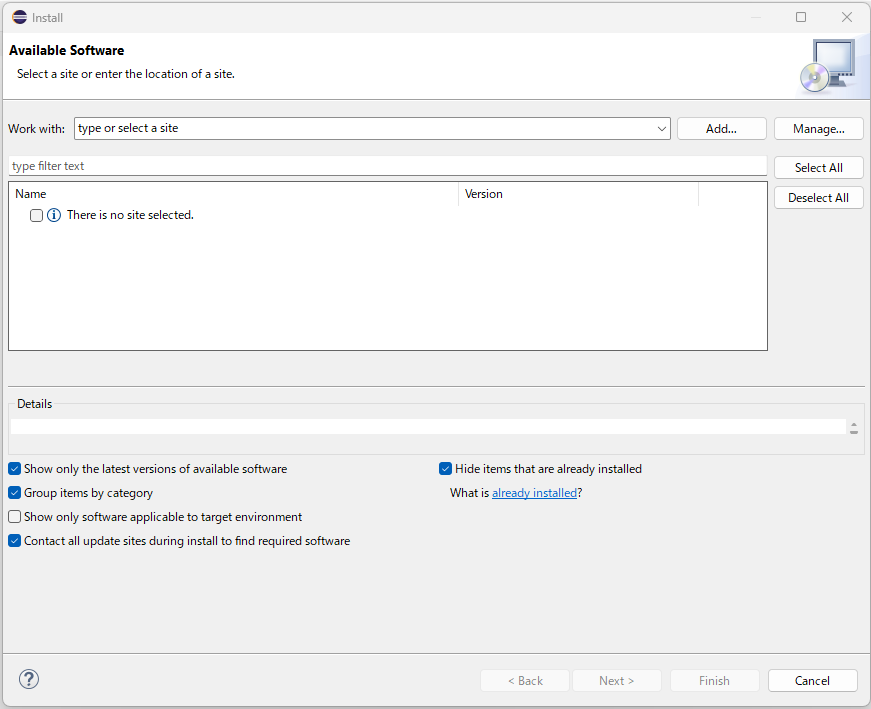 Install
Available Software
Select a site or enter the location of a site.
Work with: type or select a site Add... Manage...
type filter text Select All
Name Version Deselect All
There is no site selected.
Details
Show only the latest versions of available software Hide items that are already installed
Group items by category What is already installed?
Show only software applicable to target environment
Contact all update sites during install to find required software
? < Back Next > Finish Cancel